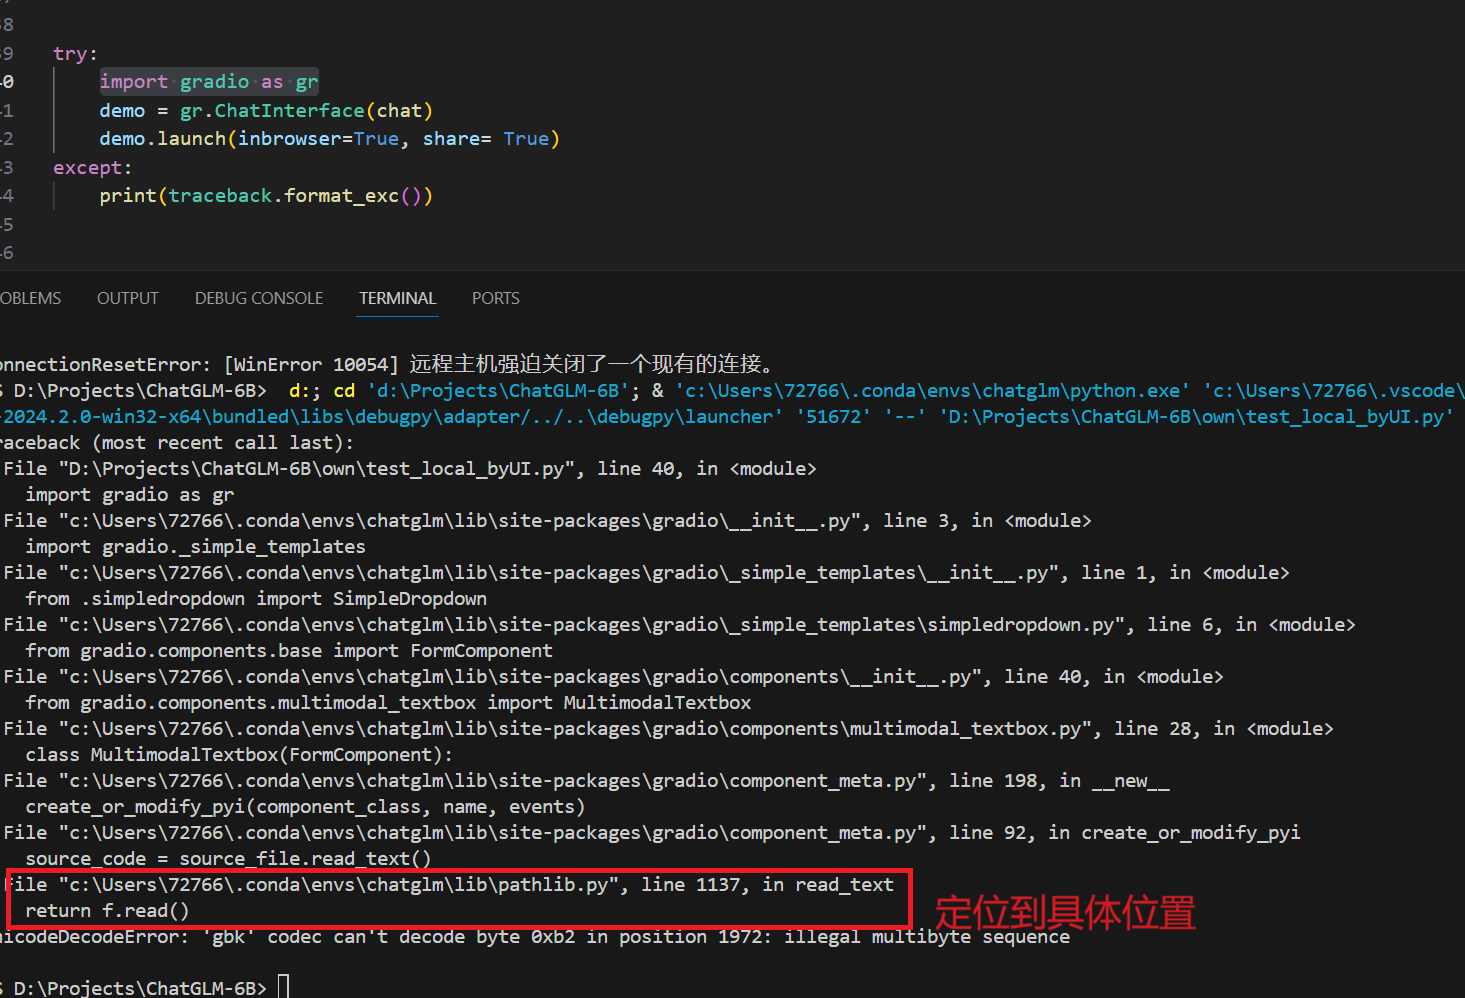 38
39 try:
40 import gradio as gr
41 demo = gr.ChatInterface(chat)
42 demo.launch(inbrowser=True, share= True)
43 except:
44 print(traceback.format_exc())
45
46
OBLEMS OUTPUT DEBUG CONSOLE TERMINAL PORTS
onnectionResetError: [WinError 10054] 远程主机强迫关闭了一个现有的连接。
S D:\Projects\ChatGLM-6B> d:; cd 'd:\Projects\ChatGLM-6B'; & 'c:\Users\72766\.conda\envs\chatglm\python.exe' 'c:\Users\72766\.vscode\
-2024.2.0-win32-x64\bundled\libs\debugpy\adapter/../..\debugpy\launcher' '51672' '--' 'D:\Projects\ChatGLM-6B\own\test_local_byUI.py'
raceback (most recent call last):
File "D:\Projects\ChatGLM-6B\own\test_local_byUI.py", line 40, in <module>
import gradio as gr
File "c:\Users\72766\.conda\envs\chatglm\lib\site-packages\gradio\__init__.py", line 3, in <module>
import gradio._simple_templates
File "c:\Users\72766\.conda\envs\chatglm\lib\site-packages\gradio\_simple_templates\__init__.py", line 1, in <module>
from .simpledropdown import SimpleDropdown
File "c:\Users\72766\.conda\envs\chatglm\lib\site-packages\gradio\_simple_templates\simpledropdown.py", line 6, in <module>
from gradio.components.base import FormComponent
File "c:\Users\72766\.conda\envs\chatglm\lib\site-packages\gradio\components\__init__.py", line 40, in <module>
from gradio.components.multimodal_textbox import MultimodalTextbox
File "c:\Users\72766\.conda\envs\chatglm\lib\site-packages\gradio\components\multimodal_textbox.py", line 28, in <module>
class MultimodalTextbox(FormComponent):
File "c:\Users\72766\.conda\envs\chatglm\lib\site-packages\gradio\component_meta.py", line 198, in __new__
create_or_modify_pyi(component_class, name, events)
File "c:\Users\72766\.conda\envs\chatglm\lib\site-packages\gradio\component_meta.py", line 92, in create_or_modify_pyi
source_code = source_file.read_text()
File "c:\Users\72766\.conda\envs\chatglm\lib\pathlib.py", line 1137, in read_text
return f.read()
定位到具体位置
nicodeDecodeError: 'gbk' codec can't decode byte 0xb2 in position 1972: illegal multibyte sequence
S D:\Projects\ChatGLM-6B>